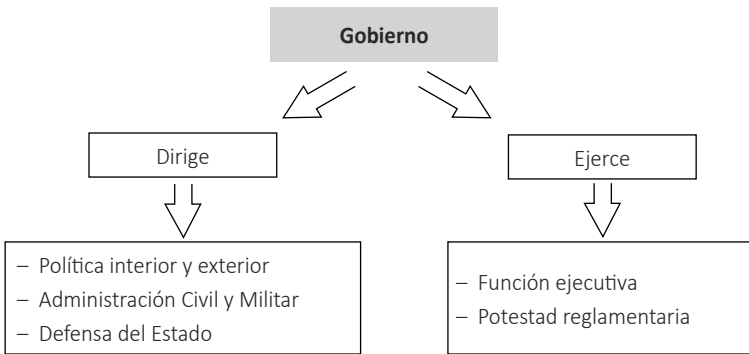 Gobierno
Dirige
Ejerce
– Política interior y exterior
– Administración Civil y Militar
– Defensa del Estado
– Función ejecutiva
– Potestad reglamentaria